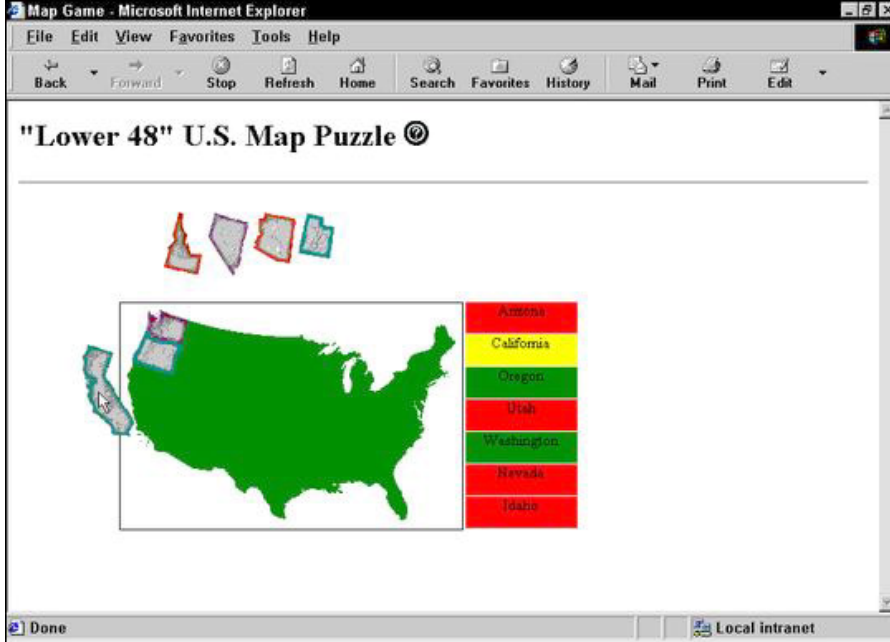 Map Game - Microsoft Internet Explorer
File Edit View Favorites Tools Help
Back Forward Stop Refresh Home Search Favorites History Mail Print Edit
"Lower 48" U.S. Map Puzzle
Arizona
California
Oregon
Utah
Washington
Nevada
Idaho
Done Local intranet